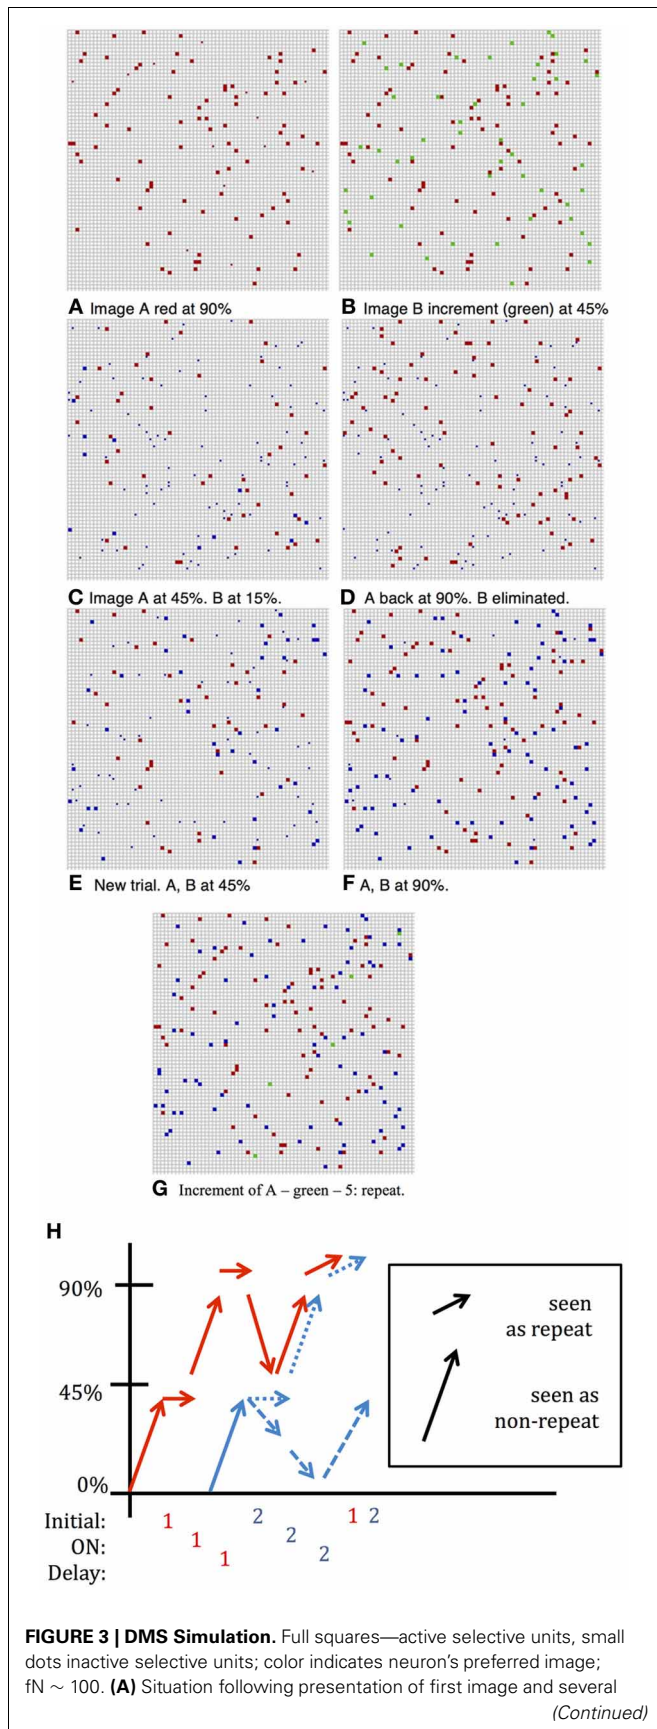 A Image A red at 90%
B Image B increment (green) at 45%
C Image A at 45%. B at 15%.
D A back at 90%. B eliminated.
E New trial. A, B at 45%
F A, B at 90%.
G Increment of A – green – 5: repeat.
H
90%
45%
0%
seen
as repeat
seen as
non-repeat
Initial: 1 2 1 2
ON: 1 2
Delay: 1 2
FIGURE 3 | DMS Simulation. Full squares—active selective units, small
dots inactive selective units; color indicates neuron's preferred image;
fN ∼ 100. (A) Situation following presentation of first image and several
(Continued)